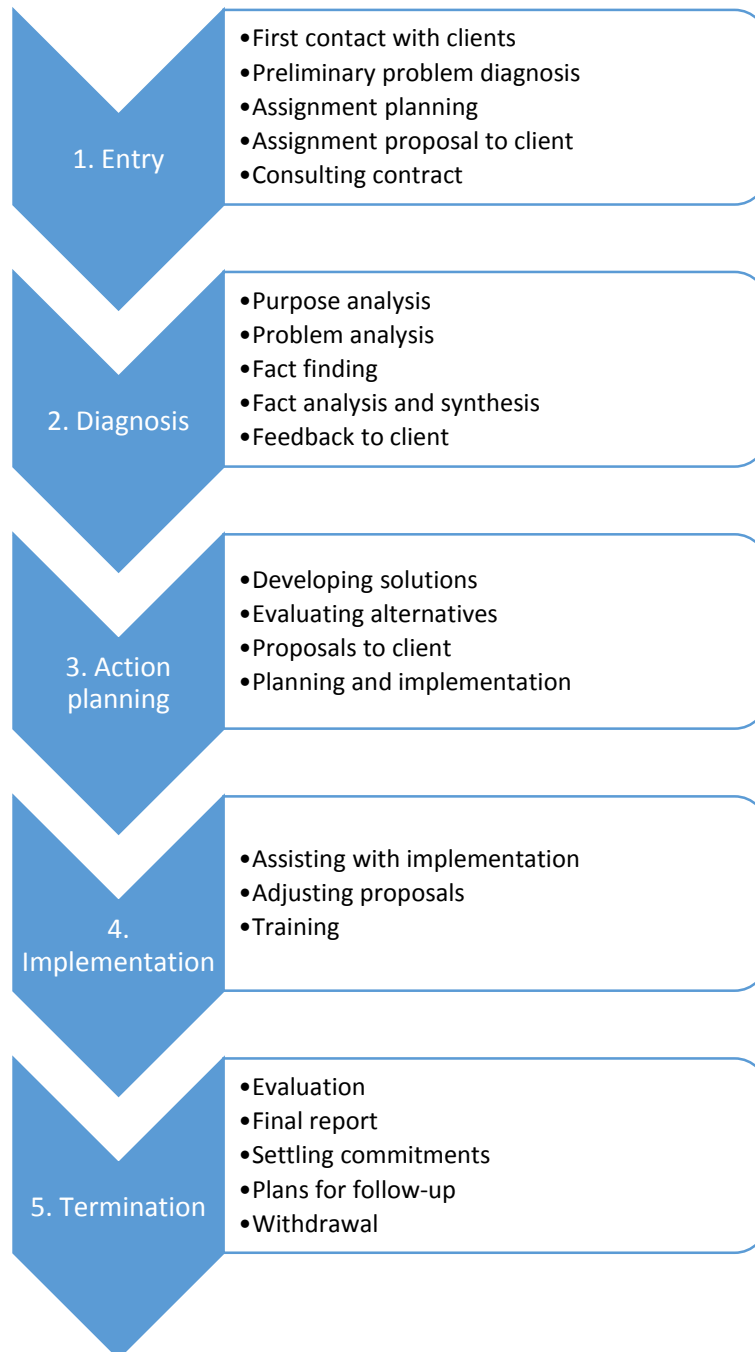 1. Entry
•First contact with clients
•Preliminary problem diagnosis
•Assignment planning
•Assignment proposal to client
•Consulting contract
2. Diagnosis
•Purpose analysis
•Problem analysis
•Fact finding
•Fact analysis and synthesis
•Feedback to client
3. Action
planning
•Developing solutions
•Evaluating alternatives
•Proposals to client
•Planning and implementation
4.
Implementation
•Assisting with implementation
•Adjusting proposals
•Training
5. Termination
•Evaluation
•Final report
•Settling commitments
•Plans for follow-up
•Withdrawal